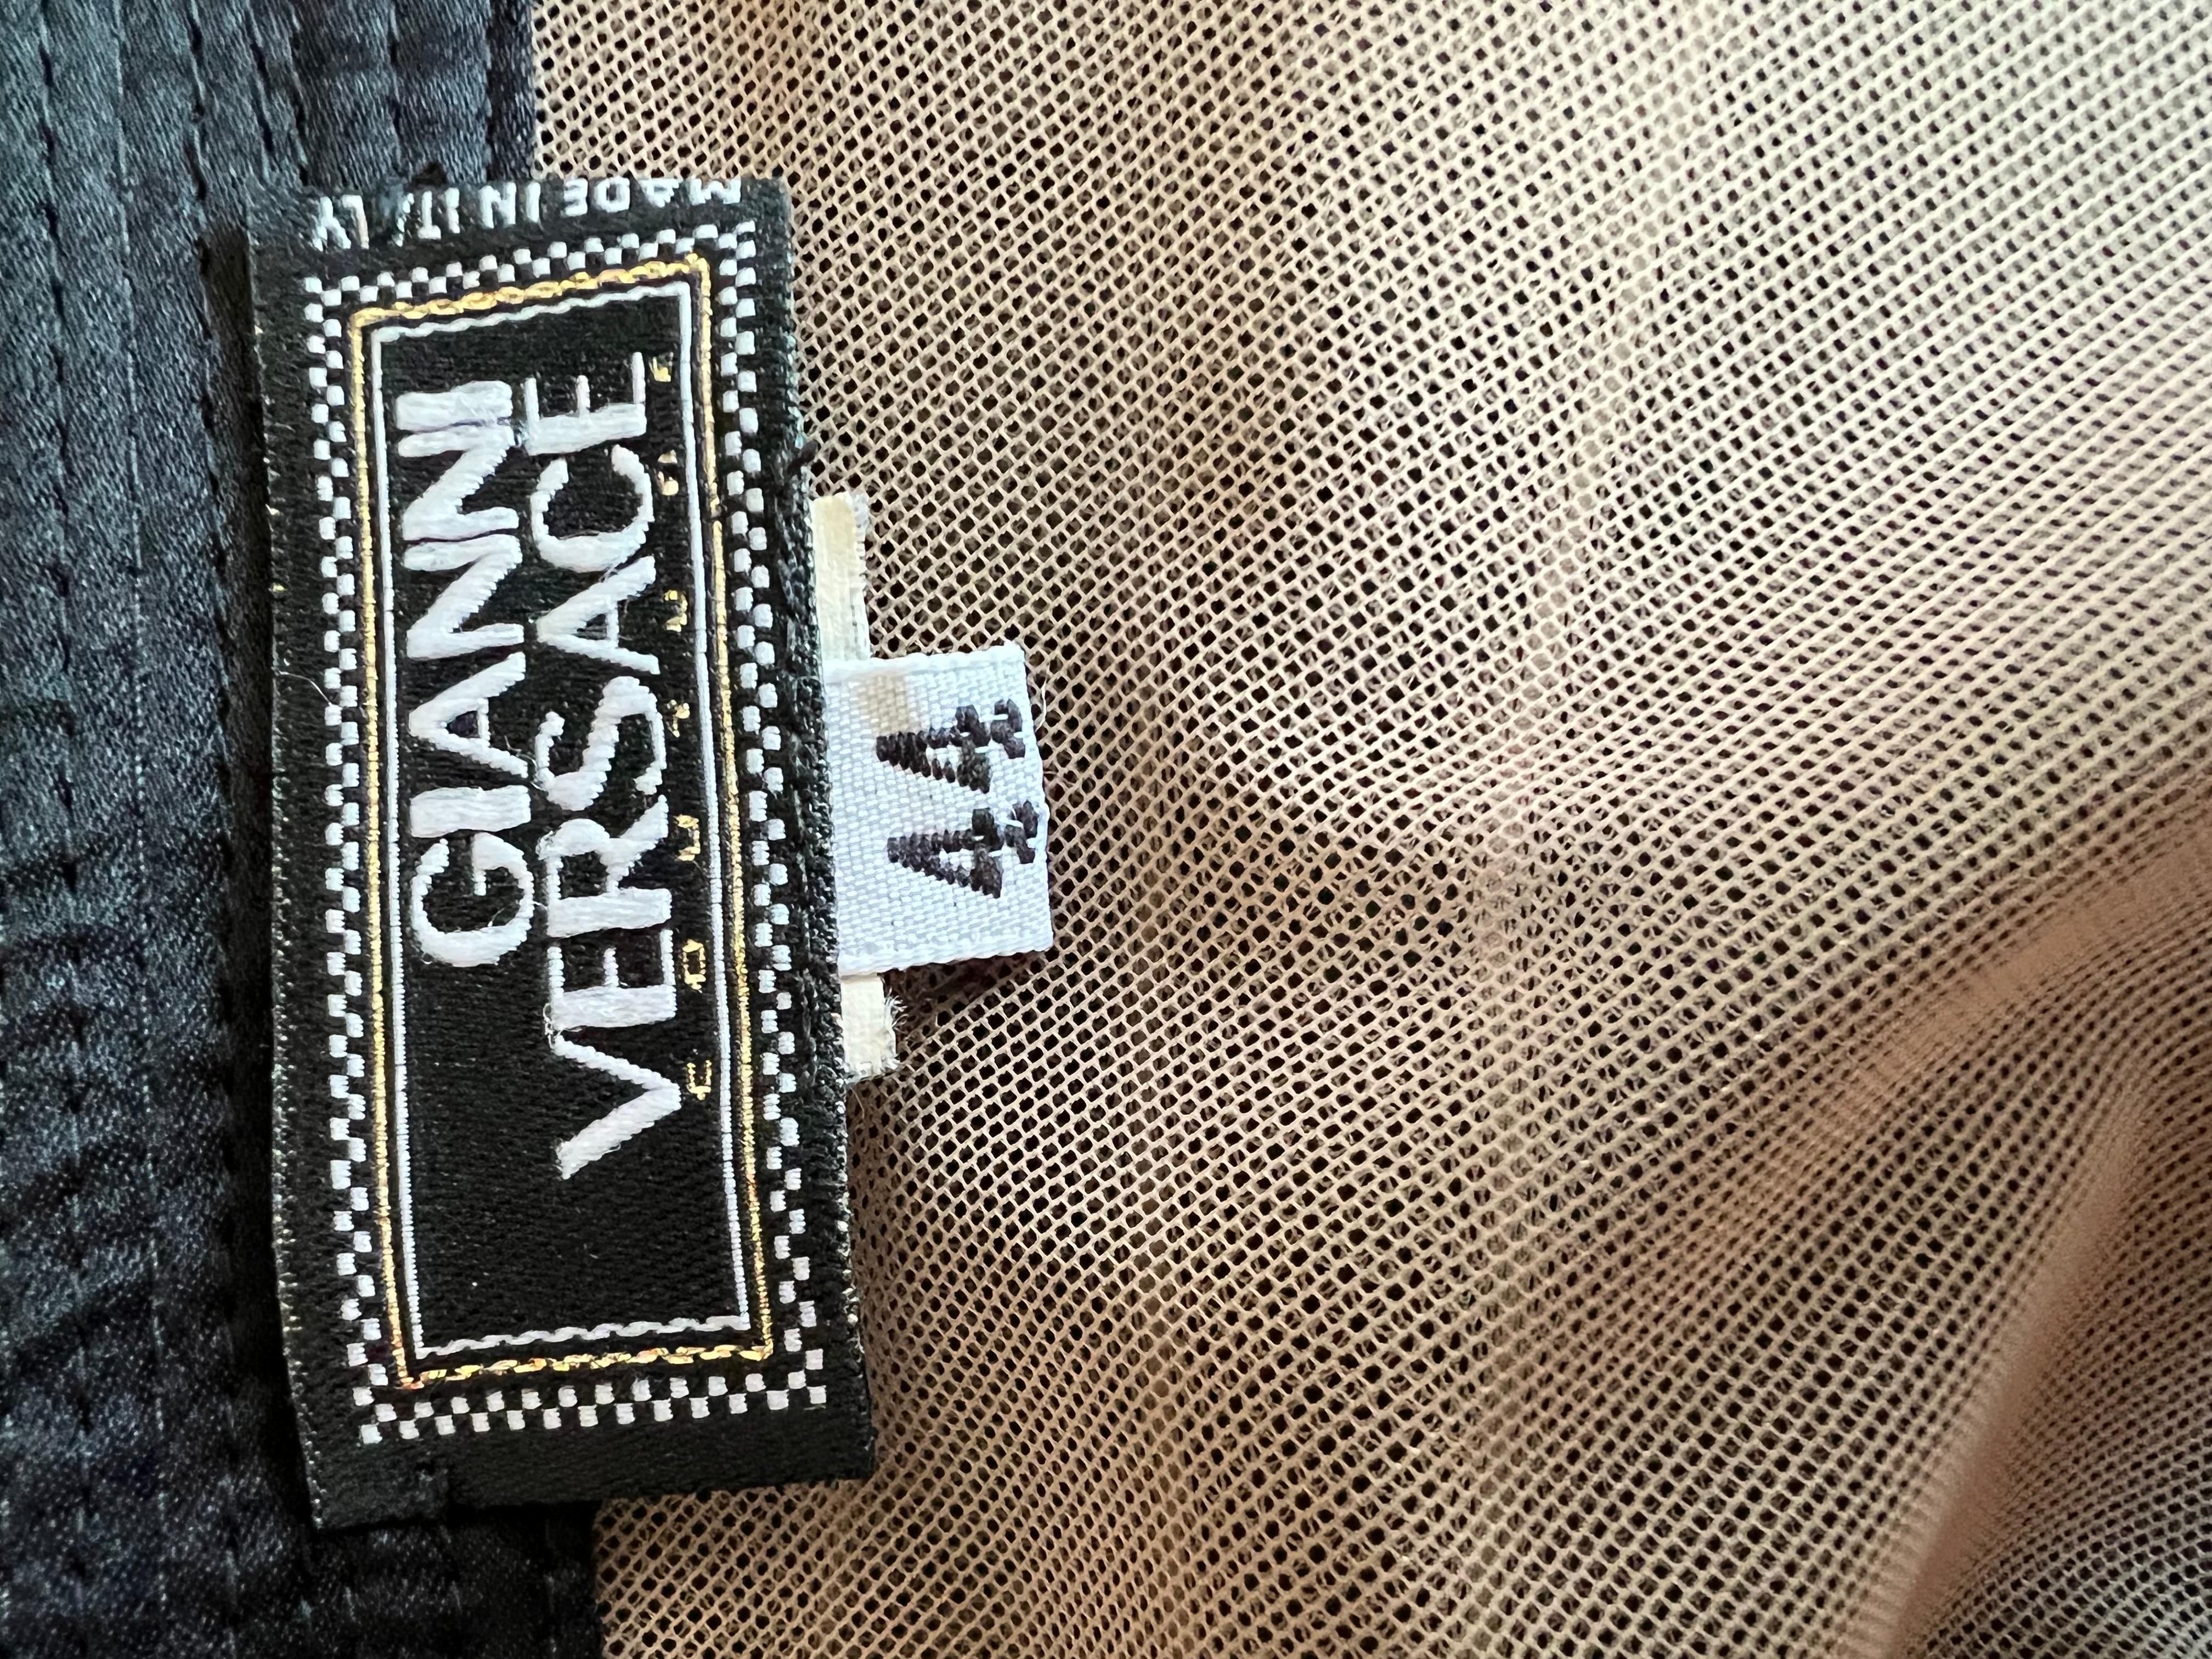 GIANNI
VERSACE
COUTURE
MADE IN ITALY
44